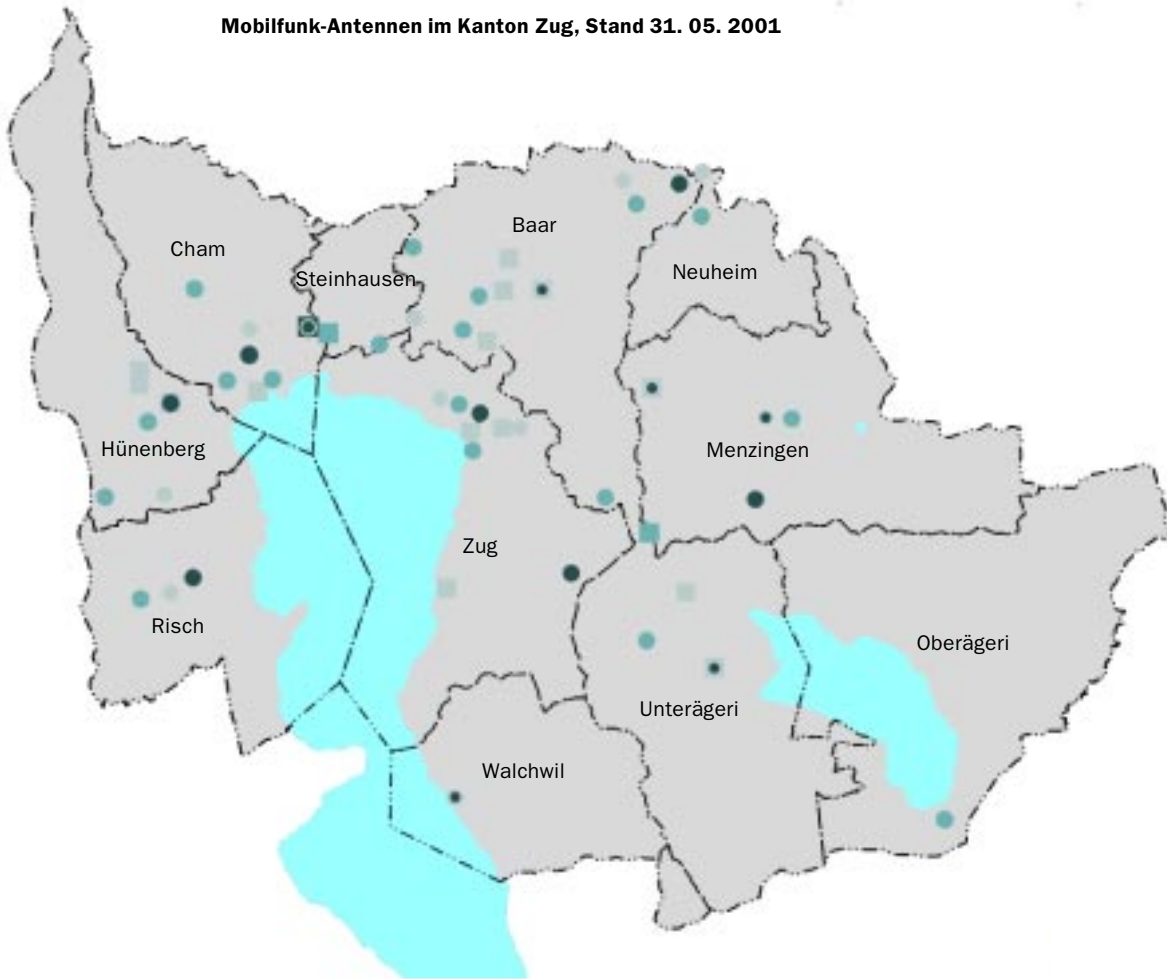 Mobilfunk-Antennen im Kanton Zug, Stand 31. 05. 2001
Baar
Cham
Steinhausen
Neuheim
Hünenberg
Menzingen
Zug
Risch
Oberägeri
Unterägeri
Walchwil